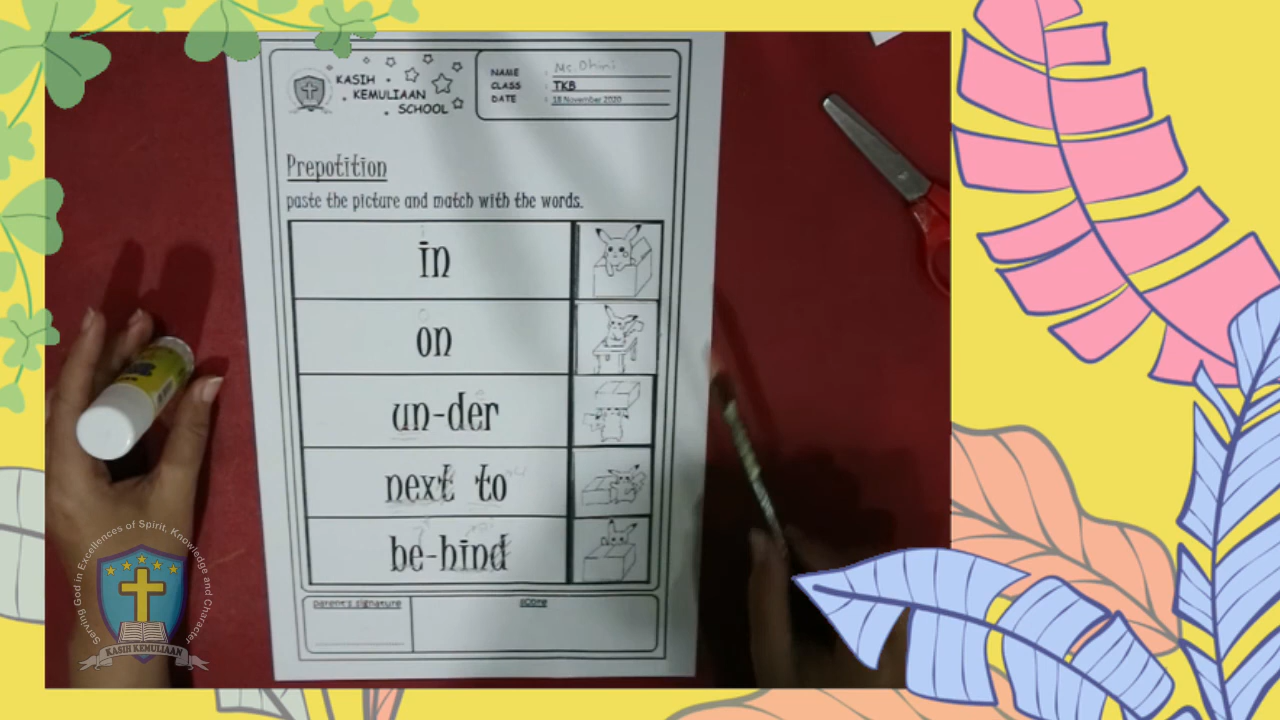 KASIH
KEMULIAAN
SCHOOL
NAME : Ms. Dhini
CLASS : TKB
DATE : 18 November 2020
Prepotition
paste the picture and match with the words.
in
on
un-der
next to
be-hind
parent's signature
score
Serving God in Excellences of Spirit, Knowledge and Character
KASIH KEMULIAAN